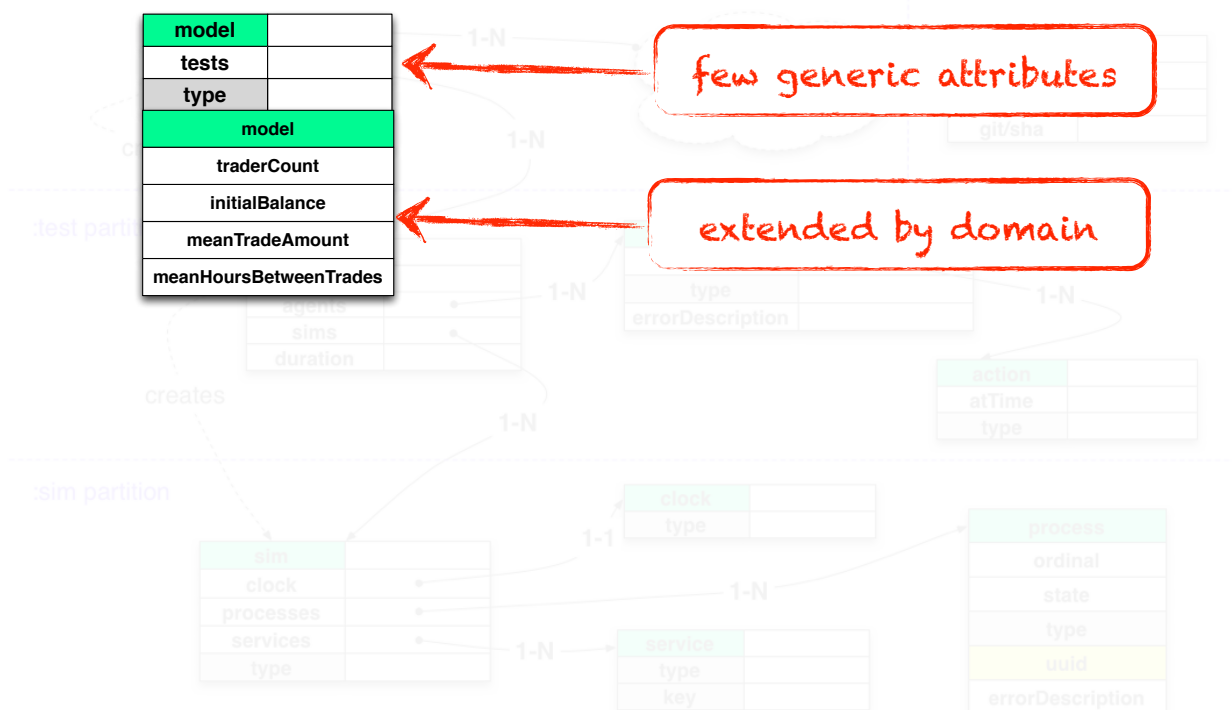 model
tests
type
model
traderCount
initialBalance
meanTradeAmount
meanHoursBetweenTrades
few generic attributes
extended by domain
1-N
1-N
git/sha
:test parti
agents
sims
duration
1-N
type
errorDescription
1-N
action
atTime
type
creates
1-N
:sim partition
sim
clock
processes
services
type
1-1
clock
type
1-N
1-N
service
type
key
process
ordinal
state
type
uuid
errorDescription